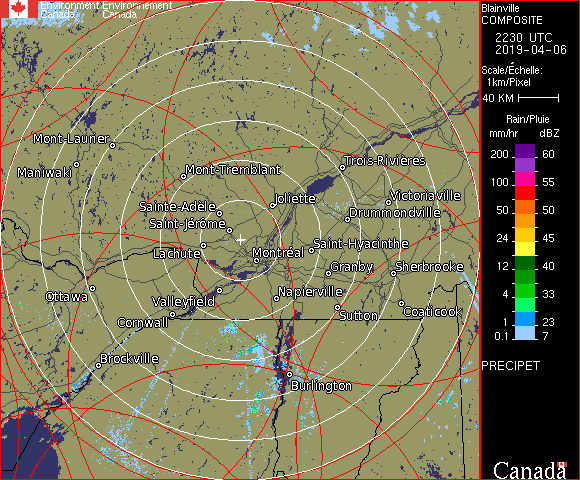 Environment Environnement
Canada Canada
Blainville
COMPOSITE
2230 UTC
2019-04-06
Scale/Échelle:
1km/Pixel
40 KM
Rain/Pluie
mm/hr dBZ
200 60
100 55
50 50
24 45
12 40
4 33
1 23
0.1 7
PRECIPET
Canada
Mont-Laurier
Maniwaki
Mont-Tremblant
Trois-Rivières
Joliette
Victoriaville
Sainte-Adèle
Drummondville
Saint-Jérôme
Saint-Hyacinthe
Lachute
Montréal
Granby
Sherbrooke
Ottawa
Valleyfield
Napierville
Coaticook
Cornwall
Sutton
Brockville
Burlington